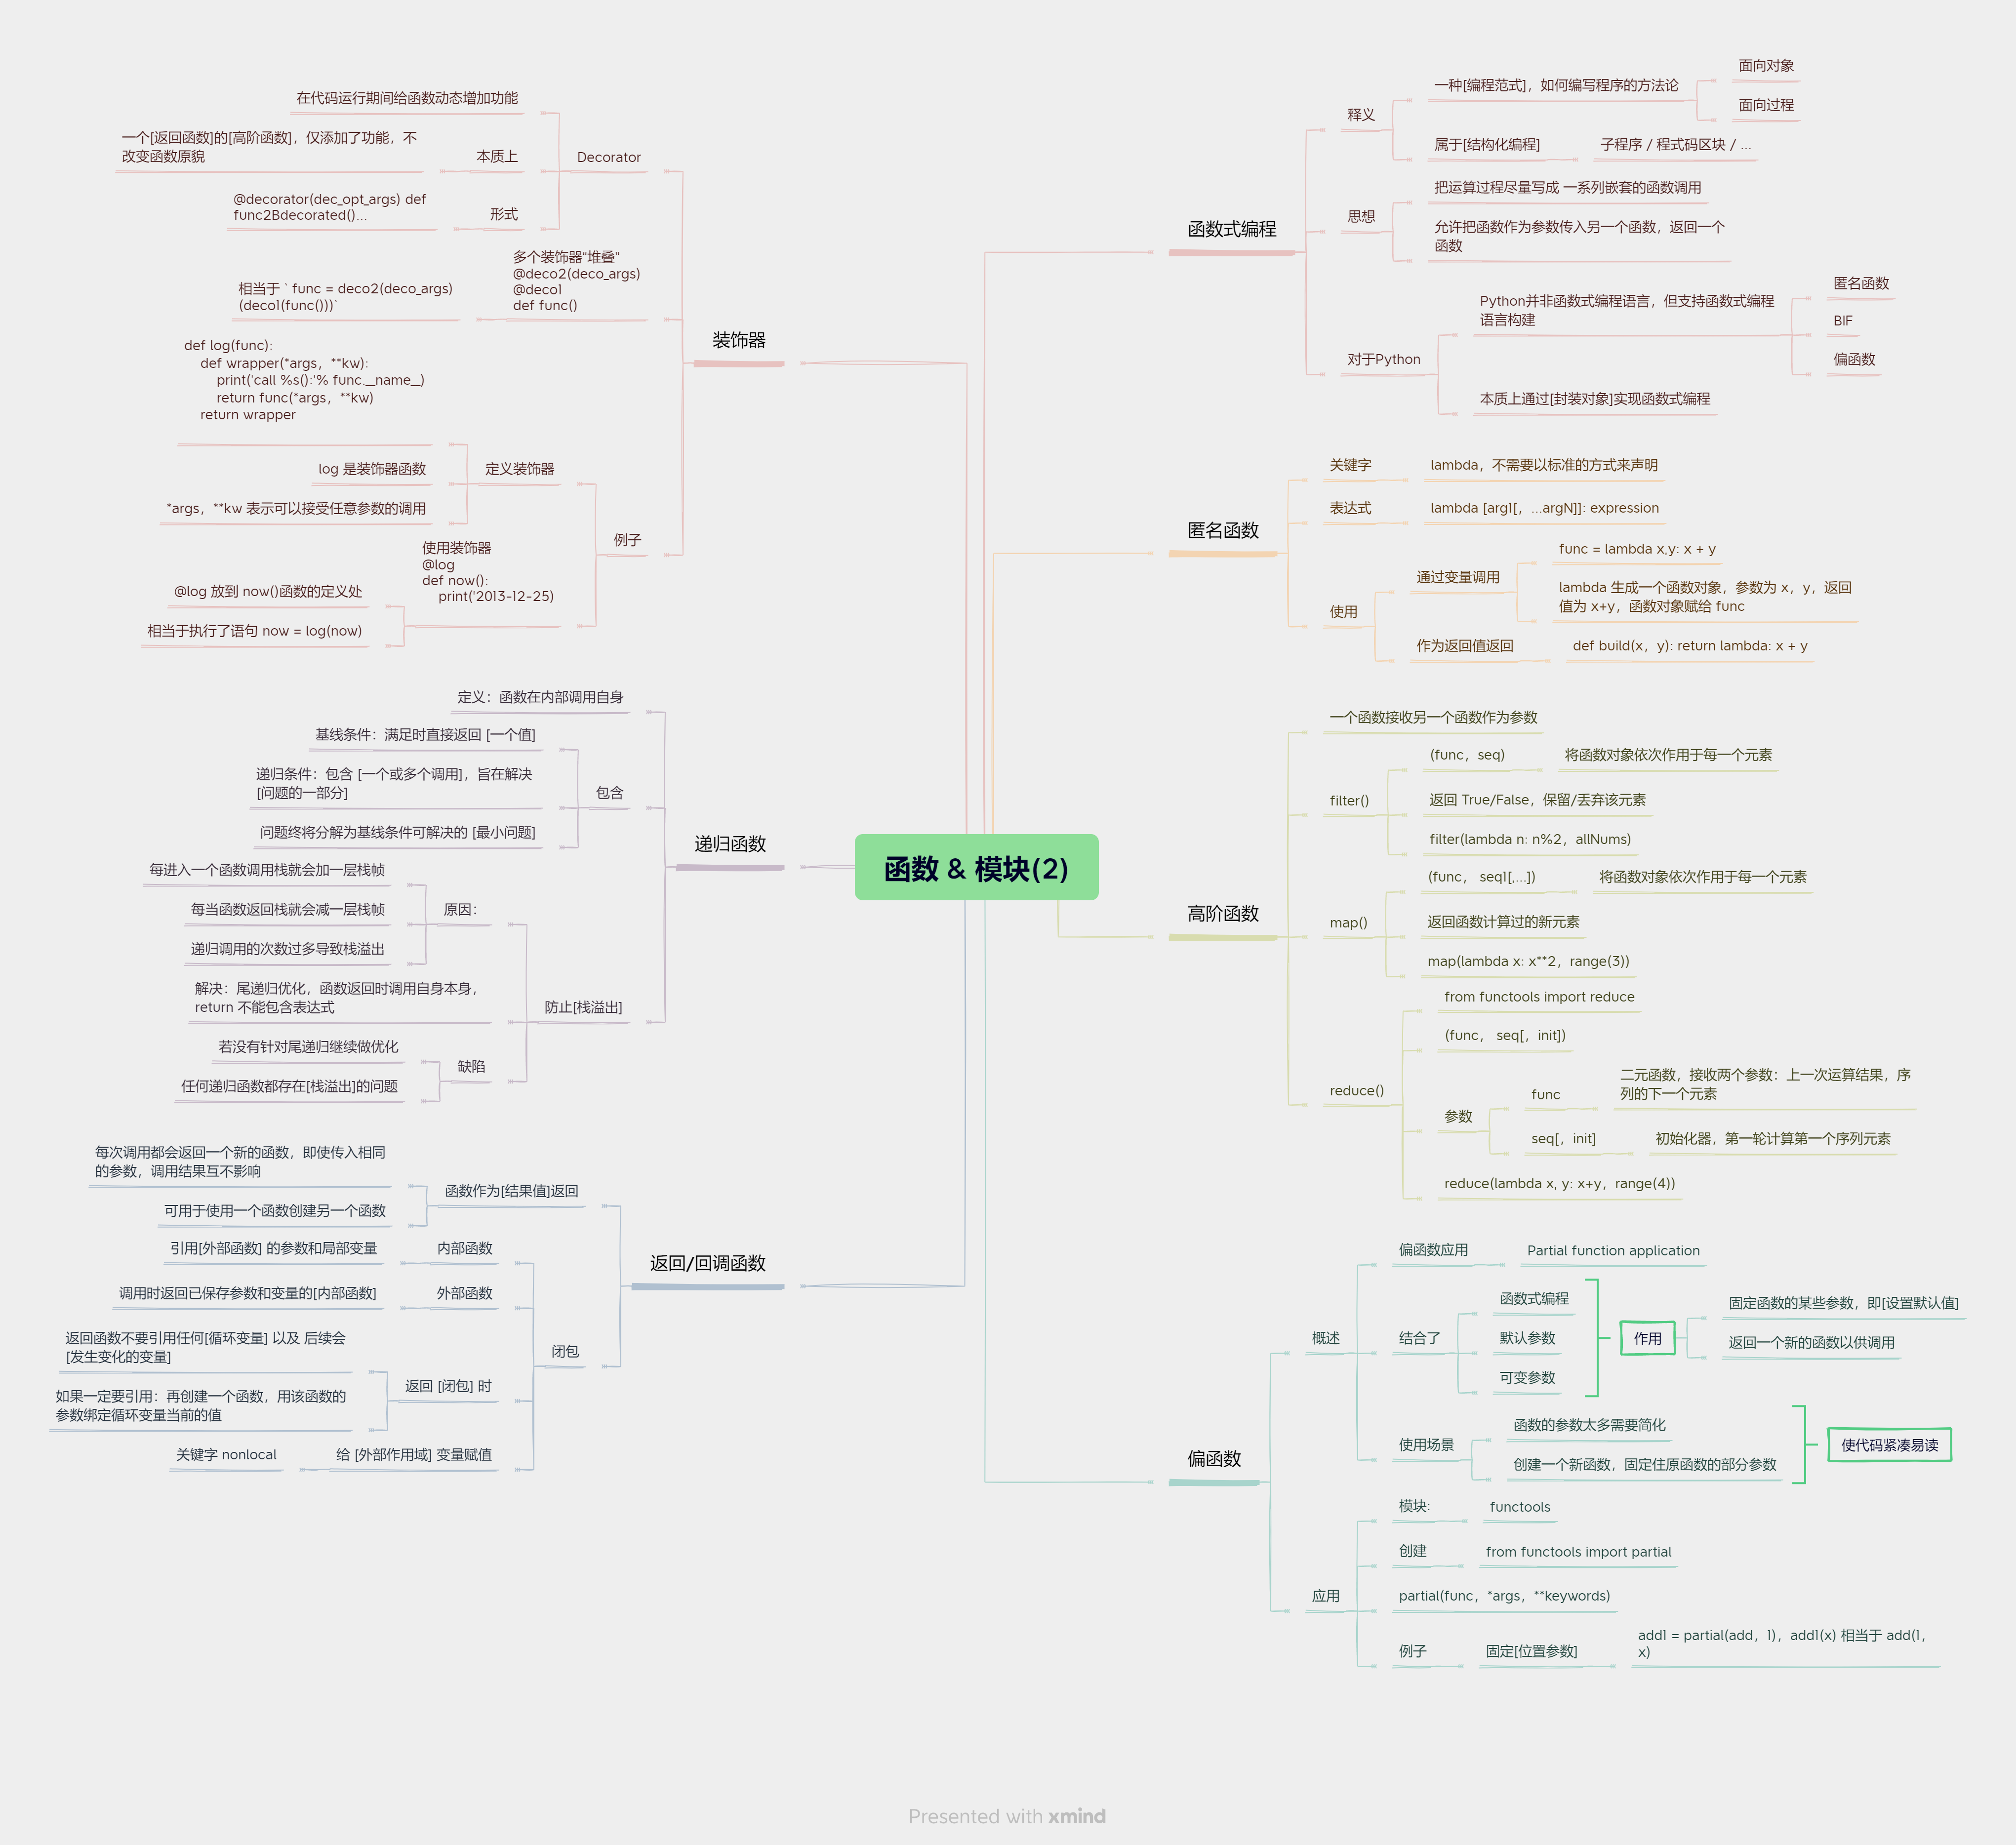 函数 & 模块(2)
函数式编程
释义
一种[编程范式]，如何编写程序的方法论
面向对象
面向过程
属于[结构化编程]
子程序 / 程式码区块 / ...
思想
把运算过程尽量写成 一系列嵌套的函数调用
允许把函数作为参数传入另一个函数，返回一个
函数
对于Python
Python并非函数式编程语言，但支持函数式编程
语言构建
匿名函数
BIF
偏函数
本质上通过[封装对象]实现函数式编程
匿名函数
关键字
lambda，不需要以标准的方式来声明
表达式
lambda [arg1[，...argN]]: expression
使用
通过变量调用
func = lambda x,y: x + y
lambda 生成一个函数对象，参数为 x，y，返回
值为 x+y，函数对象赋给 func
作为返回值返回
def build(x，y): return lambda: x + y
高阶函数
一个函数接收另一个函数作为参数
filter()
(func，seq)
将函数对象依次作用于每一个元素
返回 True/False，保留/丢弃该元素
filter(lambda n: n%2，allNums)
map()
(func， seq1[,...])
将函数对象依次作用于每一个元素
返回函数计算过的新元素
map(lambda x: x**2，range(3))
reduce()
from functools import reduce
(func， seq[，init])
参数
func
二元函数，接收两个参数：上一次运算结果，序
列的下一个元素
seq[，init]
初始化器，第一轮计算第一个序列元素
reduce(lambda x, y: x+y，range(4))
偏函数
概述
偏函数应用
Partial function application
结合了
函数式编程
默认参数
可变参数
作用
固定函数的某些参数，即[设置默认值]
返回一个新的函数以供调用
使用场景
函数的参数太多需要简化
创建一个新函数，固定住原函数的部分参数
使代码紧凑易读
应用
模块:
functools
创建
from functools import partial
partial(func，*args，**keywords)
例子
固定[位置参数]
add1 = partial(add，1)，add1(x) 相当于 add(1，
x)
装饰器
Decorator
在代码运行期间给函数动态增加功能
本质上
一个[返回函数]的[高阶函数]，仅添加了功能，不
改变函数原貌
形式
@decorator(dec_opt_args) def
func2Bdecorated()...
多个装饰器“堆叠”
@deco2(deco_args)
@deco1
def func()
相当于 ` func = deco2(deco_args)
(deco1(func()))`
例子
定义装饰器
def log(func):
def wrapper(*args，**kw):
print('call %s():'% func.__name__)
return func(*args，**kw)
return wrapper
log 是装饰器函数
*args，**kw 表示可以接受任意参数的调用
使用装饰器
@log
def now():
print('2013-12-25)
@log 放到 now()函数的定义处
相当于执行了语句 now = log(now)
递归函数
定义：函数在内部调用自身
包含
基线条件：满足时直接返回 [一个值]
递归条件：包含 [一个或多个调用]，旨在解决
[问题的一部分]
问题终将分解为基线条件可解决的 [最小问题]
防止[栈溢出]
原因：
每进入一个函数调用栈就会加一层栈帧
每当函数返回栈就会减一层栈帧
递归调用的次数过多导致栈溢出
解决：尾递归优化，函数返回时调用自身本身，
return 不能包含表达式
缺陷
若没有针对尾递归继续做优化
任何递归函数都存在[栈溢出]的问题
返回/回调函数
函数作为[结果值]返回
每次调用都会返回一个新的函数，即使传入相同
的参数，调用结果互不影响
可用于使用一个函数创建另一个函数
闭包
内部函数
引用[外部函数] 的参数和局部变量
外部函数
调用时返回已保存参数和变量的[内部函数]
返回 [闭包] 时
返回函数不要引用任何[循环变量] 以及 后续会
[发生变化的变量]
如果一定要引用：再创建一个函数，用该函数的
参数绑定循环变量当前的值
给 [外部作用域] 变量赋值
关键字 nonlocal
Presented with xmind